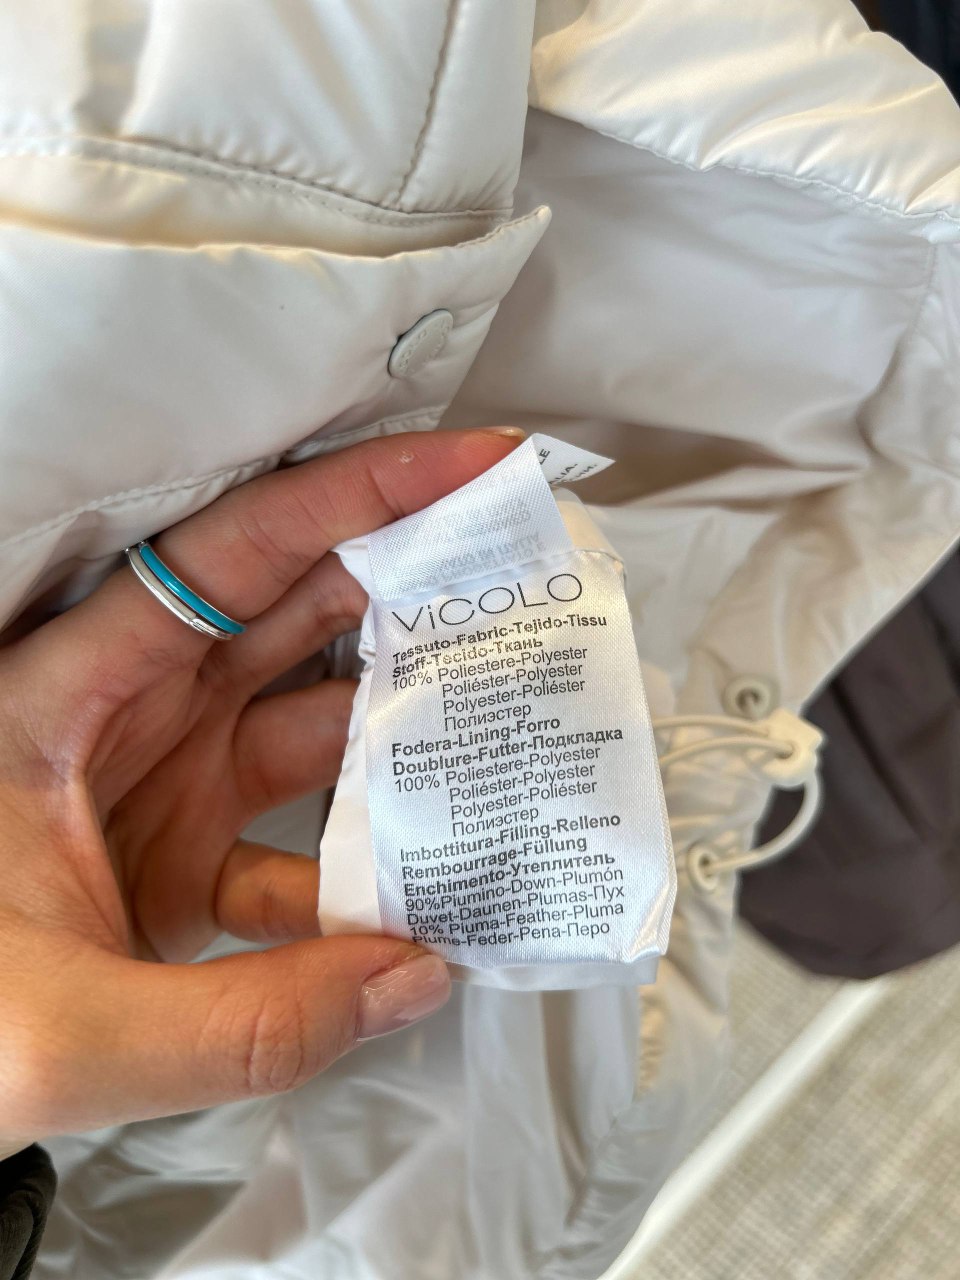 ViCOLO
Tessuto-Fabric-Tejido-Tissu
Stoff-Tecido-Ткань
100% Poliestere-Polyester
Poliéster-Polyester
Polyester-Poliéster
Полиэстер
Fodera-Lining-Forro
Doublure-Futter-Подкладка
100% Poliestere-Polyester
Poliéster-Polyester
Polyester-Poliéster
Полиэстер
Imbottitura-Filling-Relleno
Rembourrage-Füllung
Enchimento-Утеплитель
90%Piumino-Down-Plumón
Duvet-Daunen-Plumas-Пух
10% Piuma-Feather-Pluma
Plume-Feder-Pena-Перо